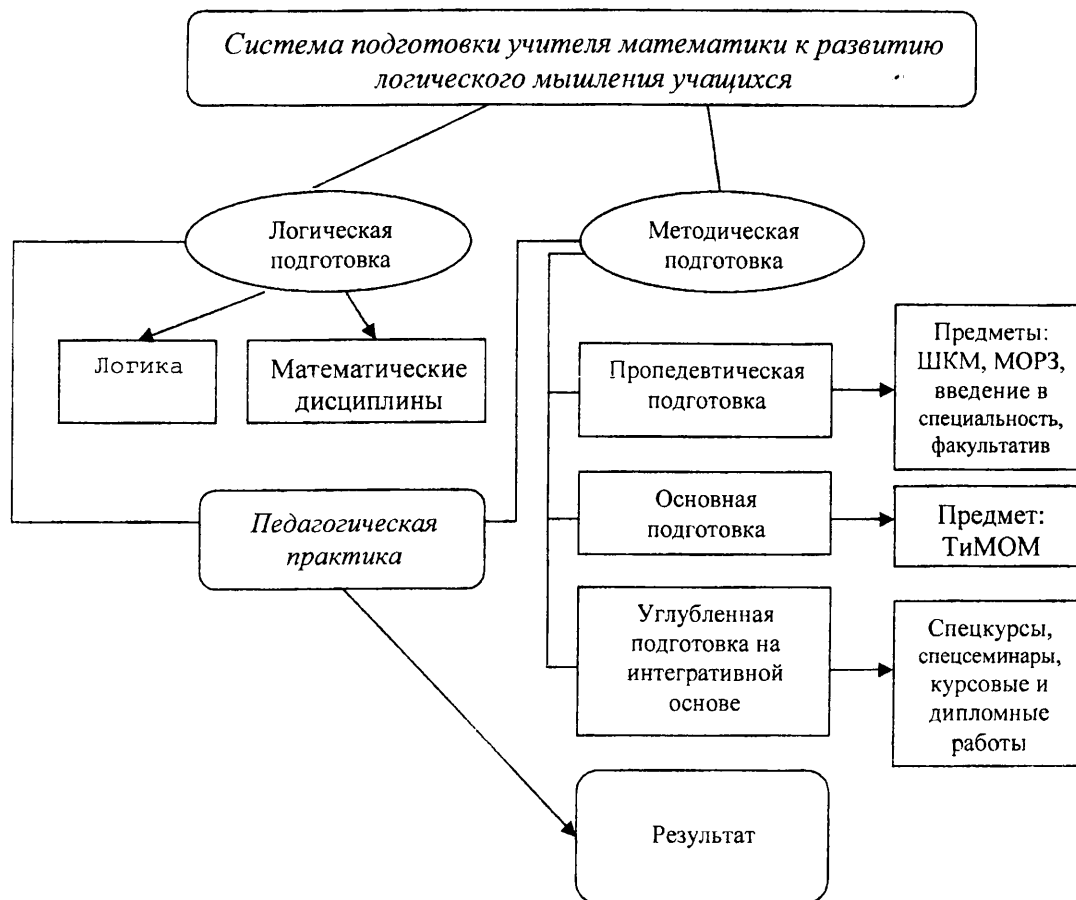 Система подготовки учителя математики к развитию
логического мышления учащихся
Логическая
подготовка
Методическая
подготовка
Логика
Математические
дисциплины
Пропедевтическая
подготовка
Предметы:
ШКМ, МОРЗ,
введение в
специальность,
факультатив
Педагогическая
практика
Основная
подготовка
Предмет:
ТиМОМ
Углубленная
подготовка на
интегративной
основе
Спецкурсы,
спецсеминары,
курсовые и
дипломные
работы
Результат